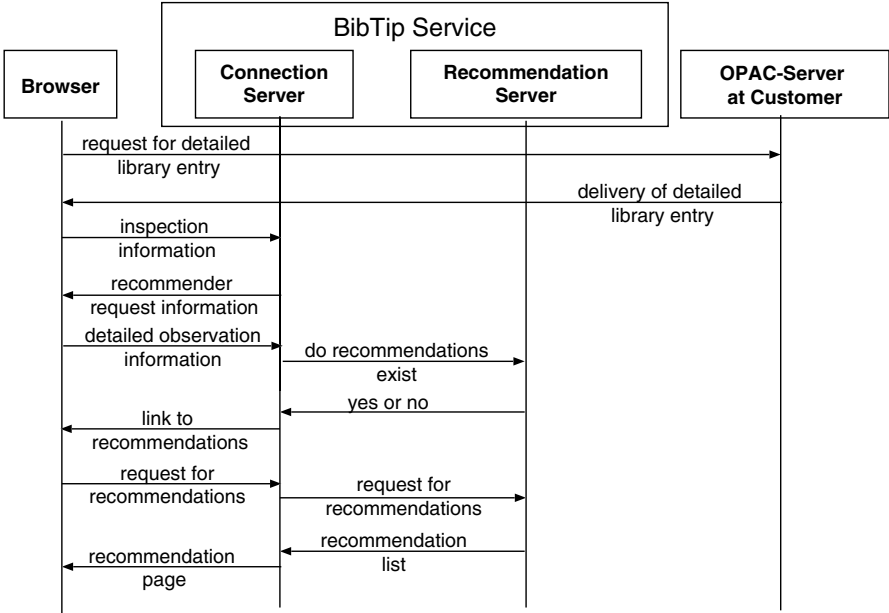 BibTip Service
Browser
Connection
Server
Recommendation
Server
OPAC-Server
at Customer
request for detailed
library entry
delivery of detailed
library entry
inspection
information
recommender
request information
detailed observation
information
do recommendations
exist
yes or no
link to
recommendations
request for
recommendations
request for
recommendations
recommendation
list
recommendation
page